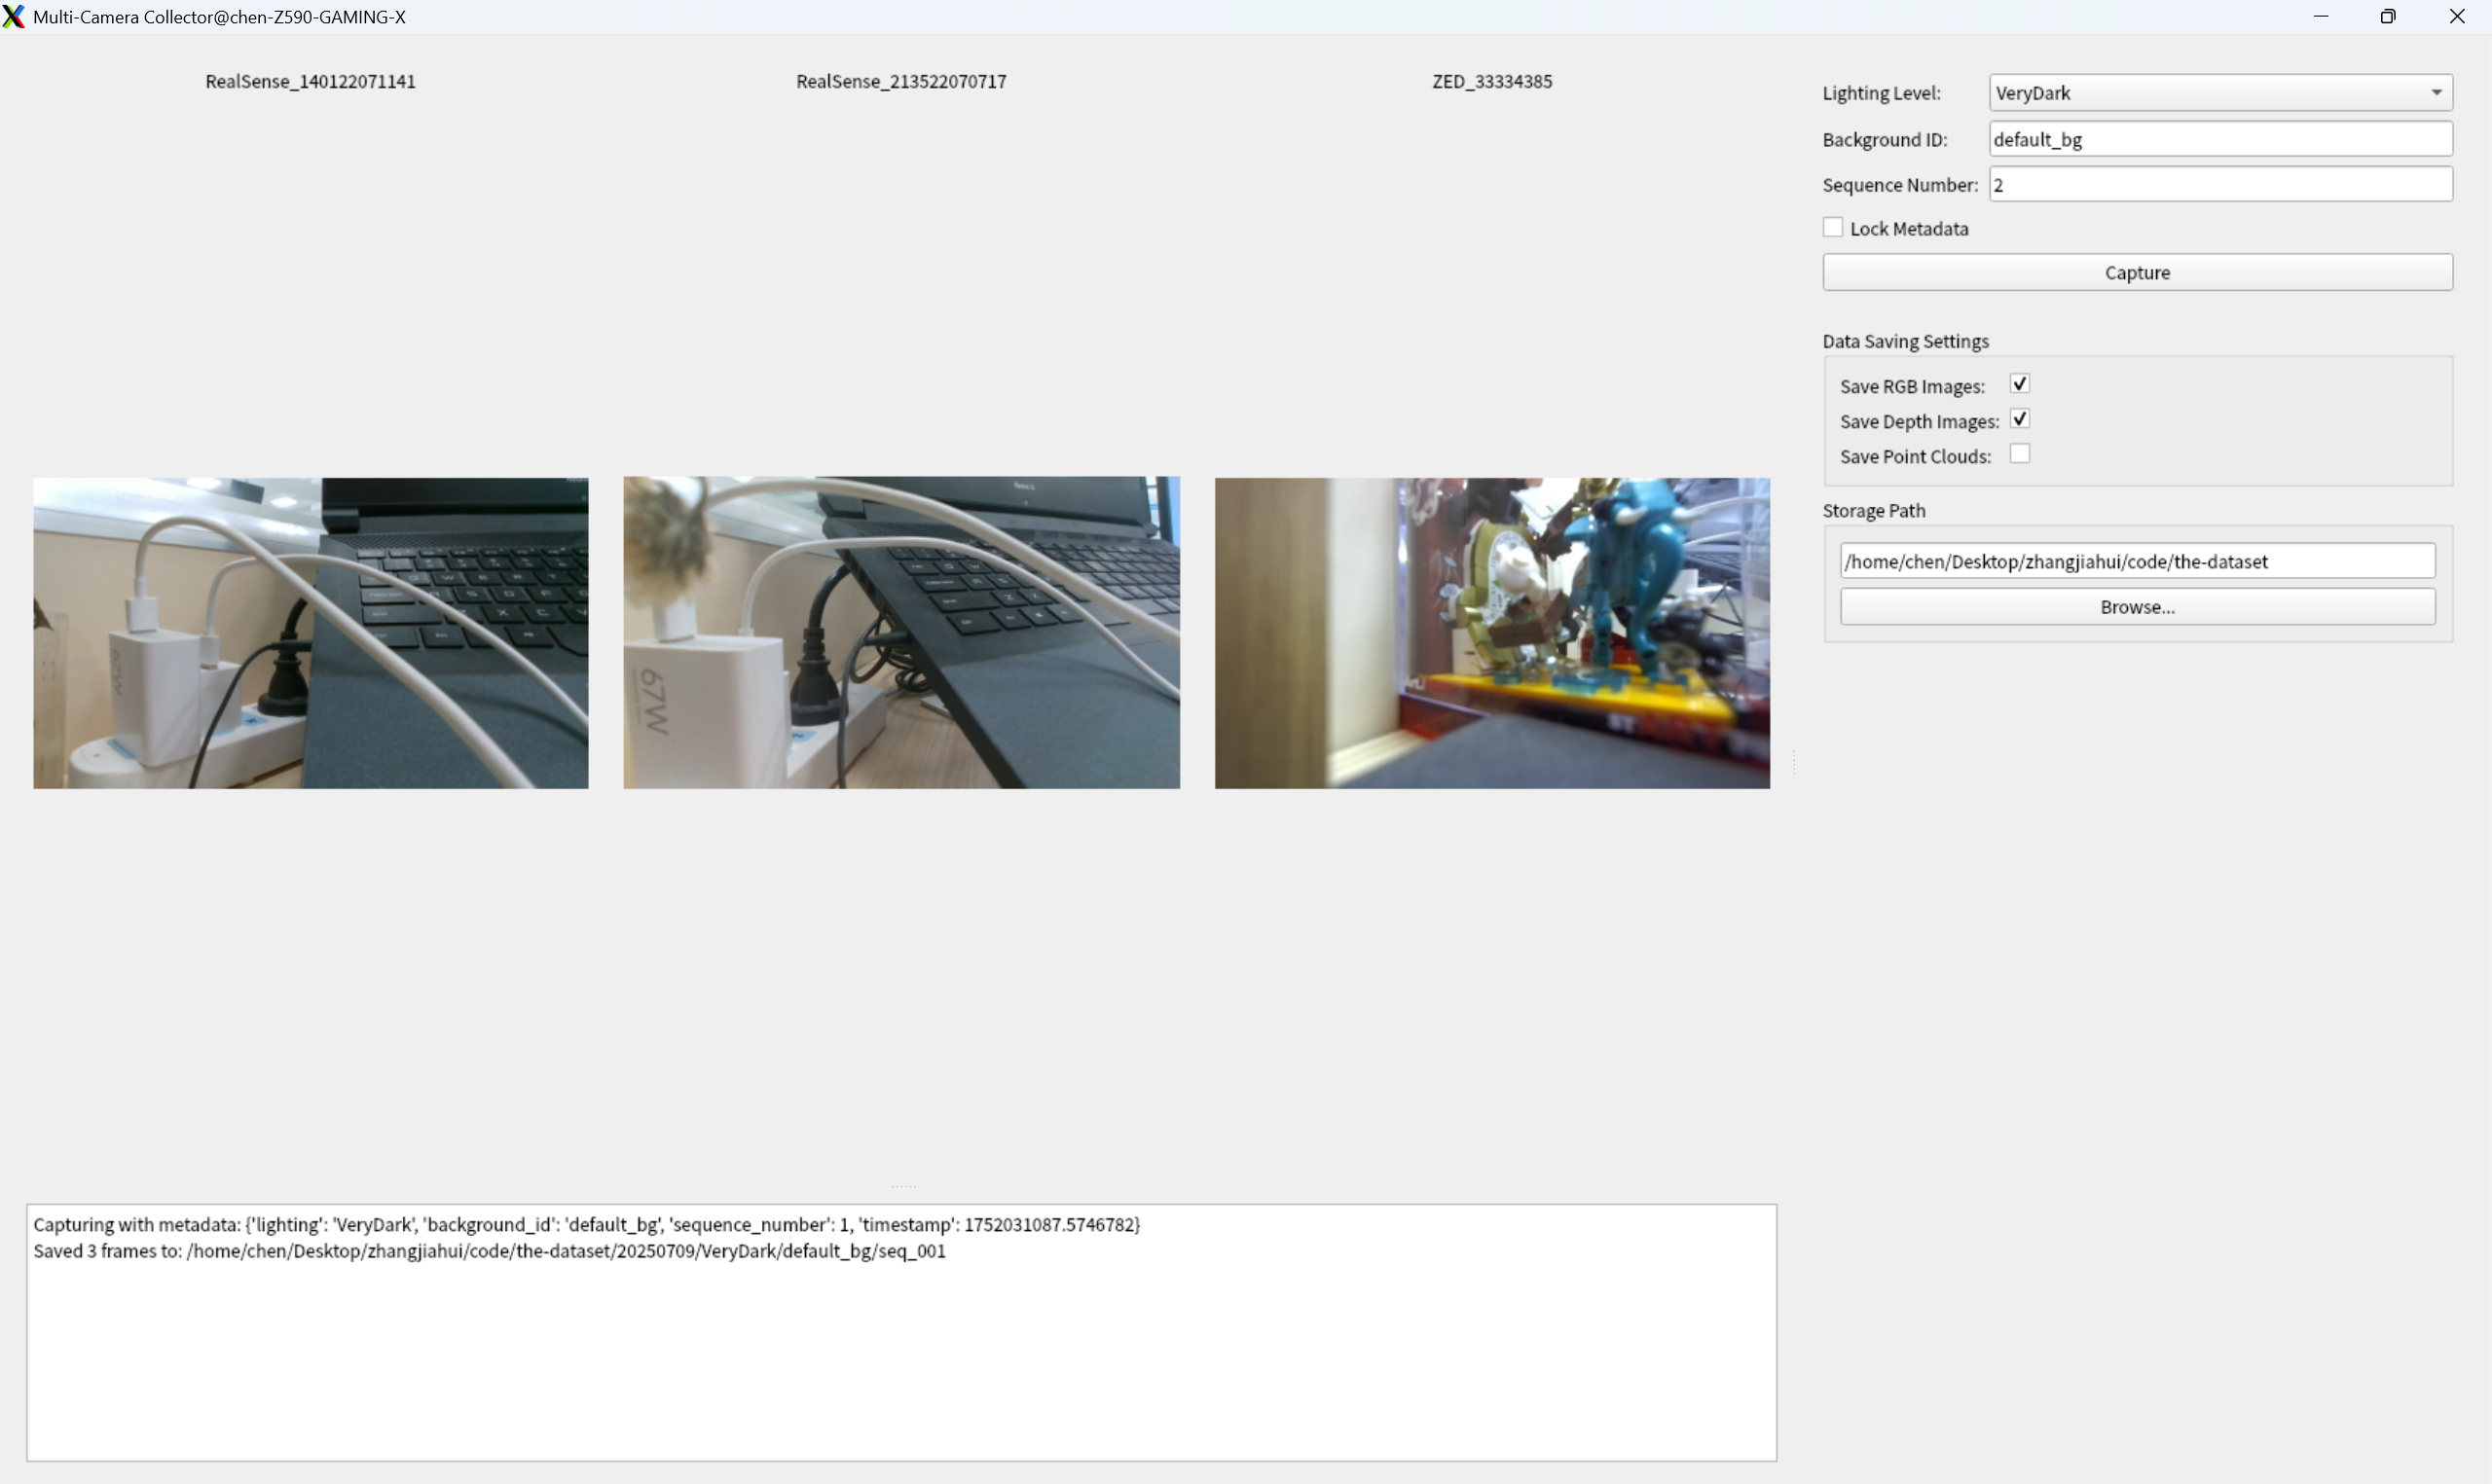 Multi-Camera Collector@chen-Z590-GAMING-X
RealSense_140122071141
RealSense_213522070717
ZED_33334385
Lighting Level:
VeryDark
Background ID:
default_bg
Sequence Number:
2
Lock Metadata
Capture
Data Saving Settings
Save RGB Images:
Save Depth Images:
Save Point Clouds:
Storage Path
/home/chen/Desktop/zhangjiahui/code/the-dataset
Browse...
67W
67W
Capturing with metadata: {'lighting': 'VeryDark', 'background_id': 'default_bg', 'sequence_number': 1, 'timestamp': 1752031087.5746782}
Saved 3 frames to: /home/chen/Desktop/zhangjiahui/code/the-dataset/20250709/VeryDark/default_bg/seq_001